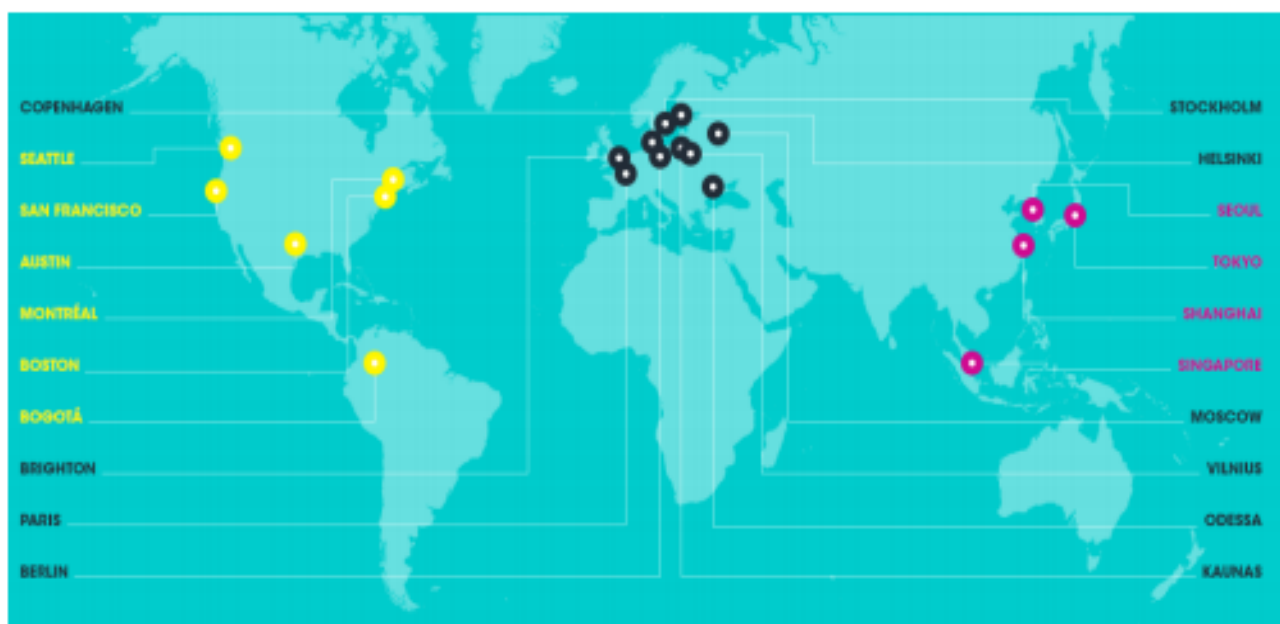 COPENHAGEN
SEATTLE
SAN FRANCISCO
AUSTIN
MONTRÉAL
BOSTON
BOGOTÁ
BRIGHTON
PARIS
BERLIN
STOCKHOLM
HELSINKI
SEOUL
TOKYO
SHANGHAI
SINGAPORE
MOSCOW
VILNIUS
ODESSA
KAUNAS